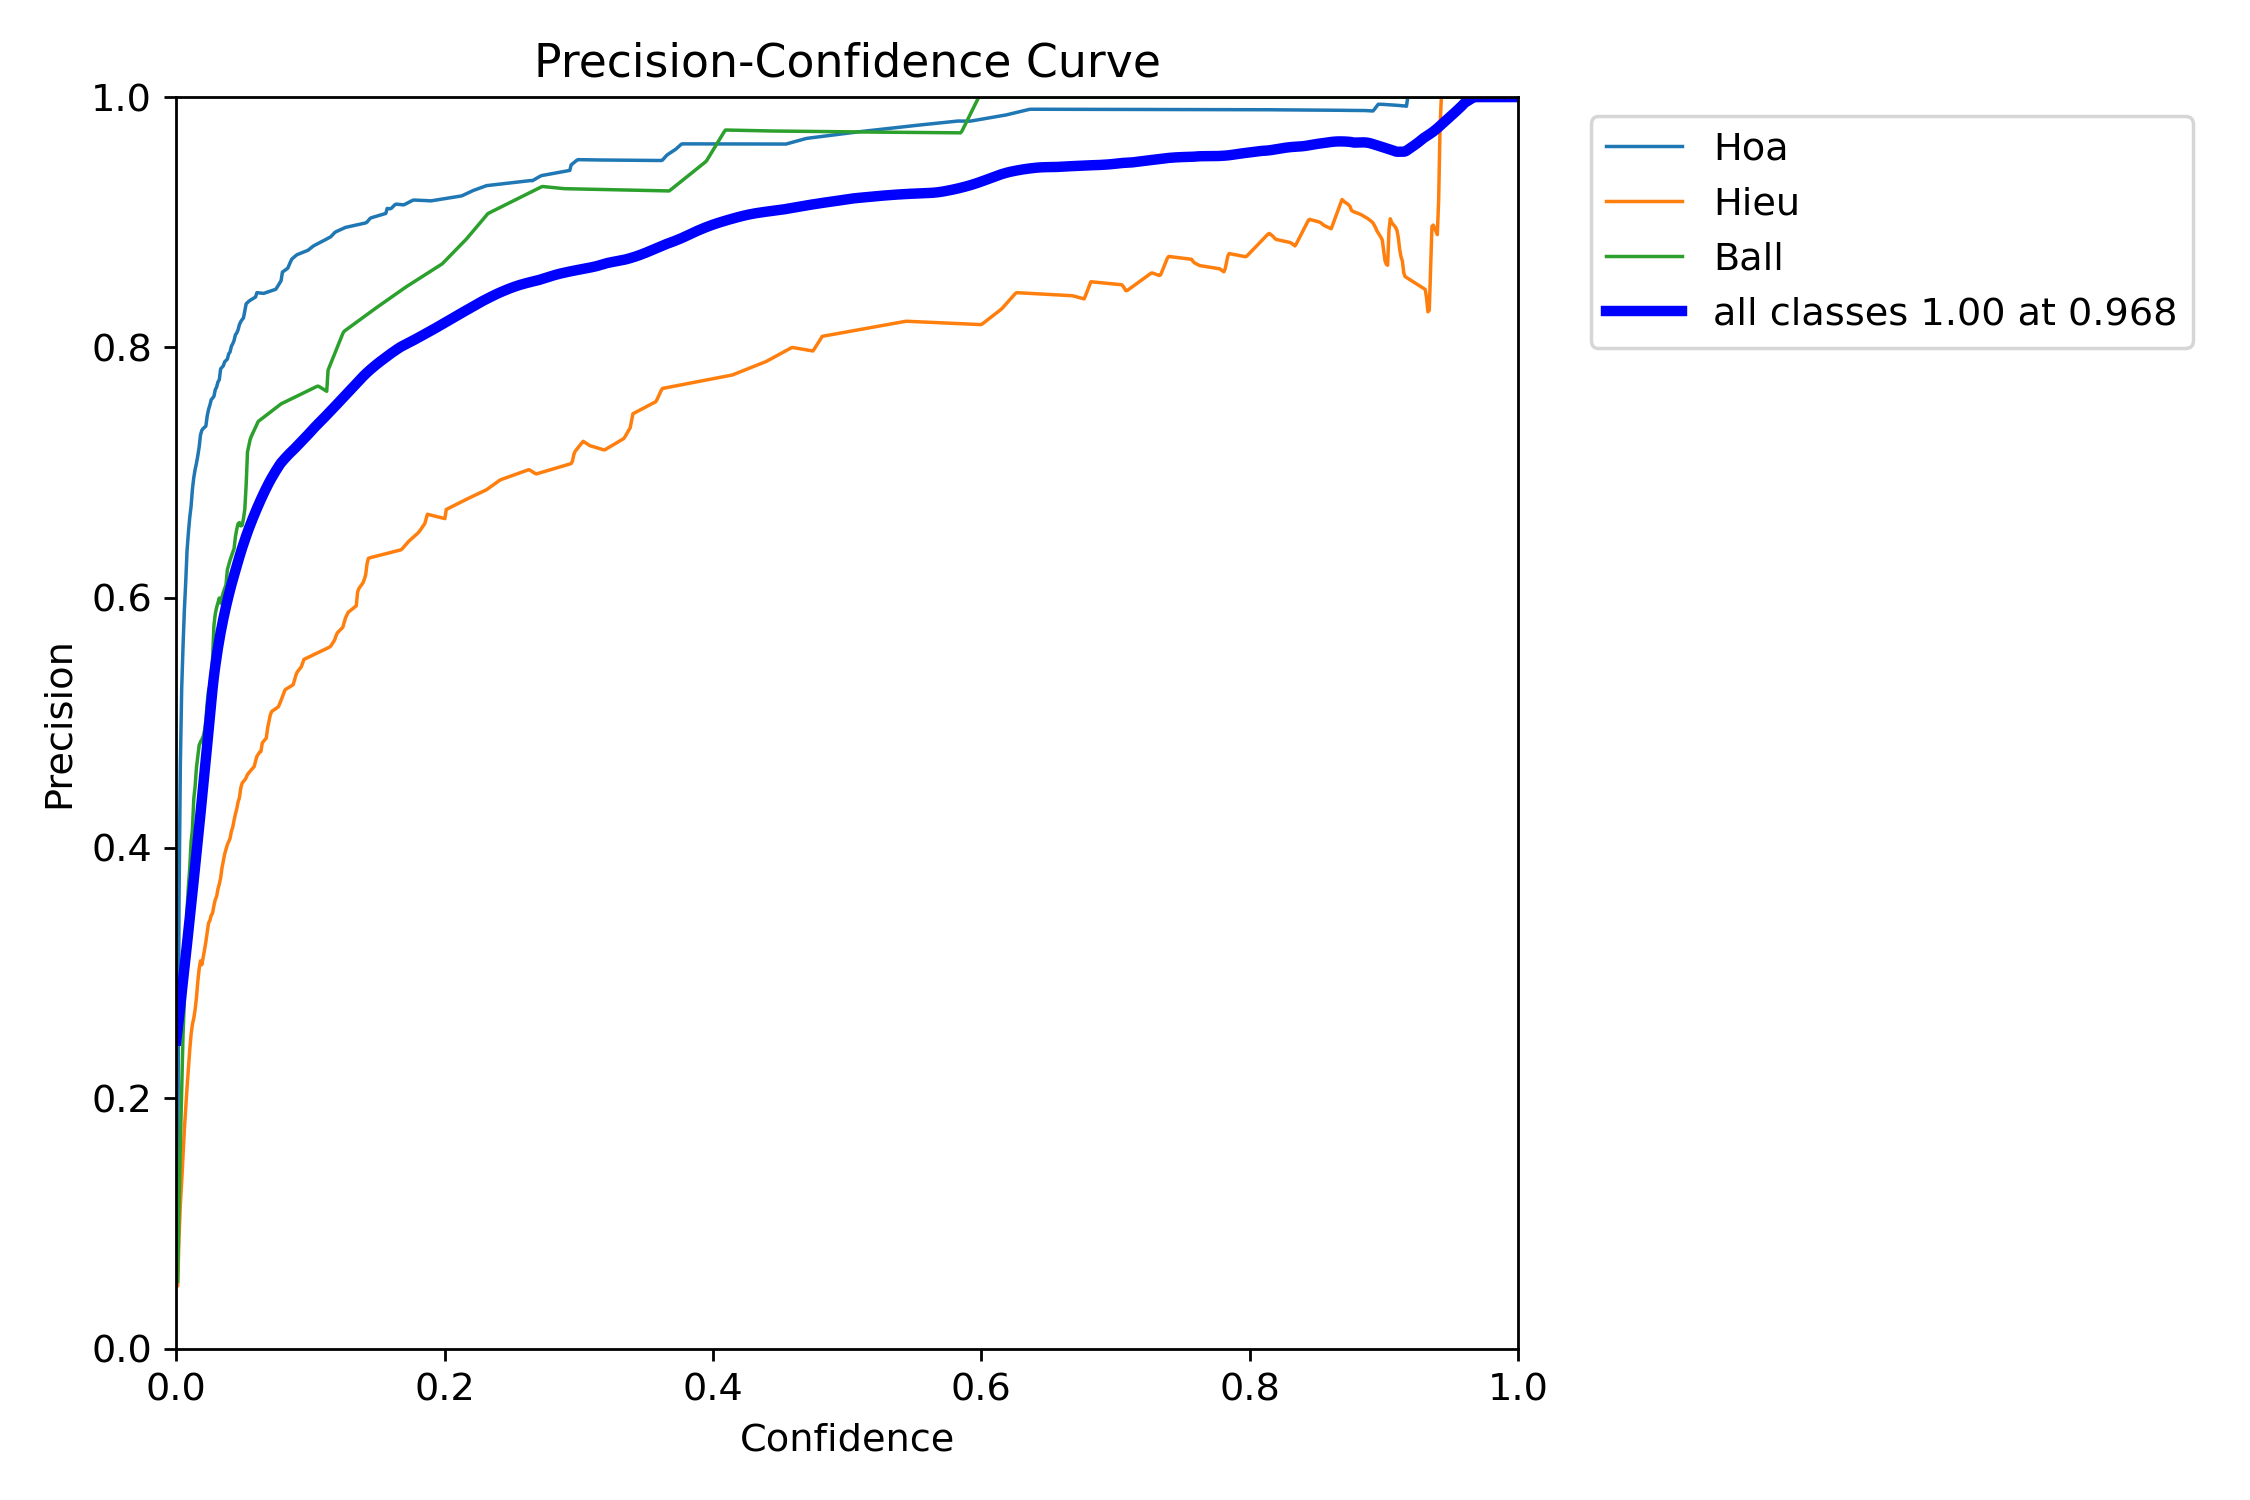 Precision-Confidence Curve
1.0
0.8
0.6
0.4
0.2
0.0
Precision
0.0 0.2 0.4 0.6 0.8 1.0
Confidence
Hoa
Hieu
Ball
all classes 1.00 at 0.968